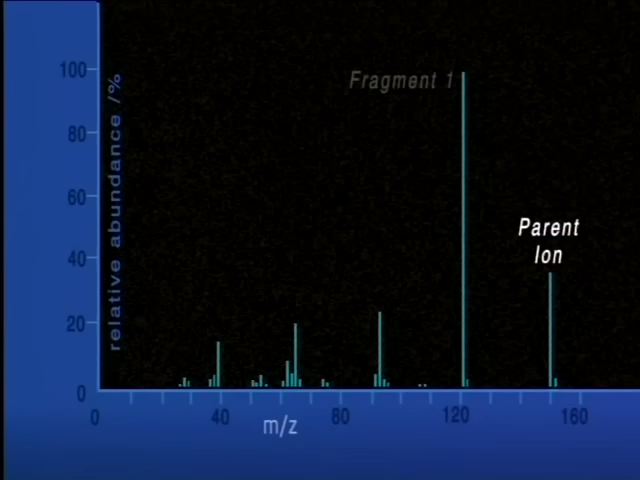 100
80
60
40
20
0
relative abundance /%
Fragment 1
Parent
Ion
0
40
80
120
160
m/z